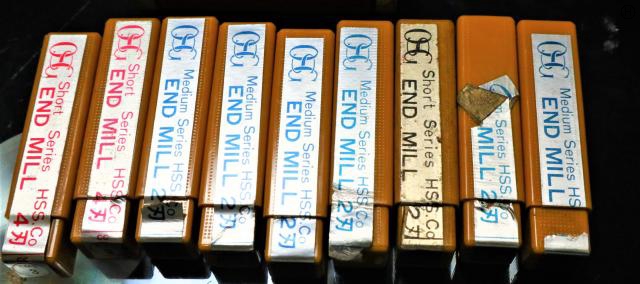 OSG Short Series HSS.Co
END MILL 4刃
OSG Short Series HSS.Co
END MILL 4刃
OSG Medium Series HSS.Co
END MILL 2刃
OSG Medium Series HSS.Co
END MILL 2刃
OSG Medium Series HSS.Co
END MILL 2刃
OSG Medium Series HSS.Co
END MILL 2刃
OSG Short Series HSS.Co
END MILL 2刃
Series HSS.Co
MILL 2刃
OSG Medium Series HS
END MILL